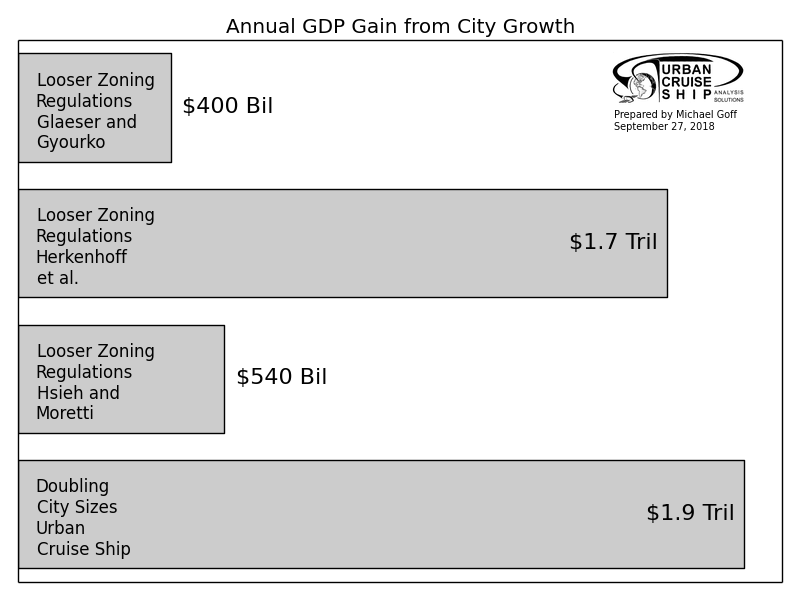 Annual GDP Gain from City Growth
URBAN
CRUISE
SHIP
ANALYSIS
SOLUTIONS
Prepared by Michael Goff
September 27, 2018
Looser Zoning
Regulations
Glaeser and
Gyourko
$400 Bil
Looser Zoning
Regulations
Herkenhoff
et al.
$1.7 Tril
Looser Zoning
Regulations
Hsieh and
Moretti
$540 Bil
Doubling
City Sizes
Urban
Cruise Ship
$1.9 Tril